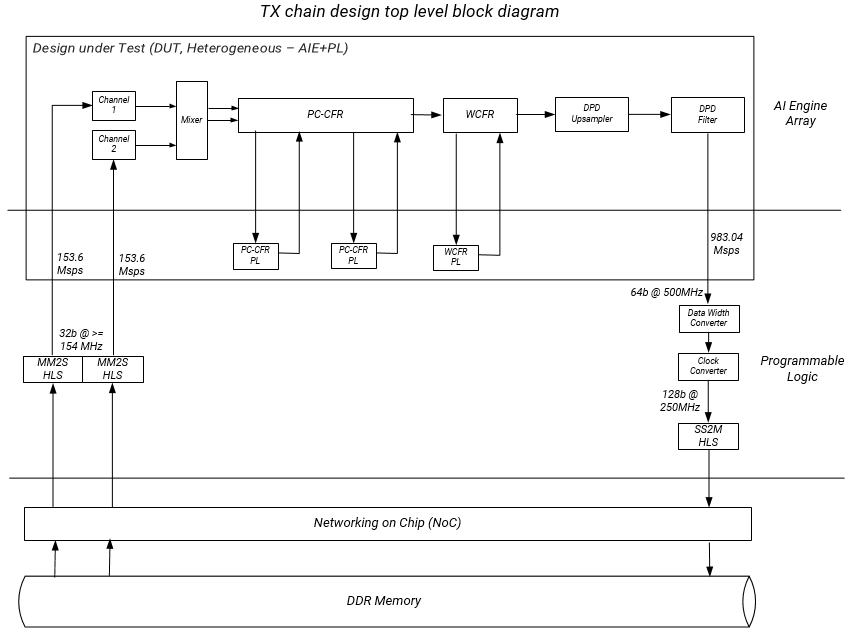 TX chain design top level block diagram
Design under Test (DUT, Heterogeneous – AIE+PL)
Channel
1
Channel
2
Mixer
PC-CFR
WCFR
DPD
Upsampler
DPD
Filter
AI Engine
Array
PC-CFR
PL
PC-CFR
PL
WCFR
PL
153.6
Msps
153.6
Msps
983.04
Msps
64b @ 500MHz
Data Width
Converter
32b @ >=
154 MHz
MM2S
HLS
MM2S
HLS
Clock
Converter
Programmable
Logic
128b @
250MHz
SS2M
HLS
Networking on Chip (NoC)
DDR Memory